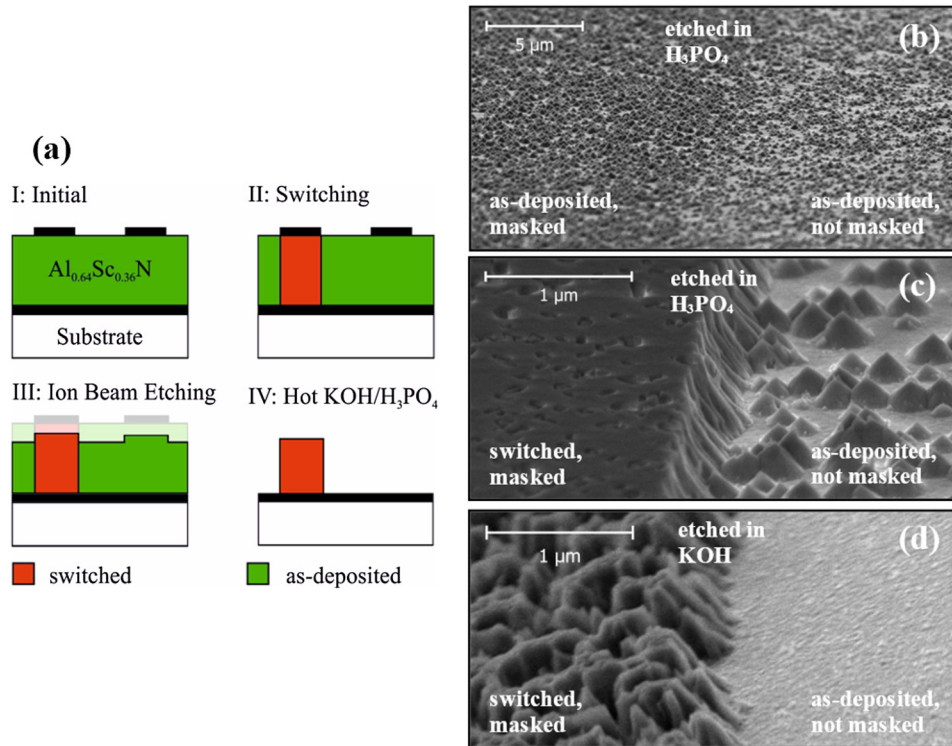 (a)
I: Initial
Al₀.₆₄Sc₀.₃₆N
Substrate
II: Switching
III: Ion Beam Etching
IV: Hot KOH/H₃PO₄
switched
as-deposited
5 µm
etched in
H₃PO₄
(b)
as-deposited,
masked
as-deposited,
not masked
1 µm
etched in
H₃PO₄
(c)
switched,
masked
as-deposited,
not masked
1 µm
etched in
KOH
(d)
switched,
masked
as-deposited,
not masked